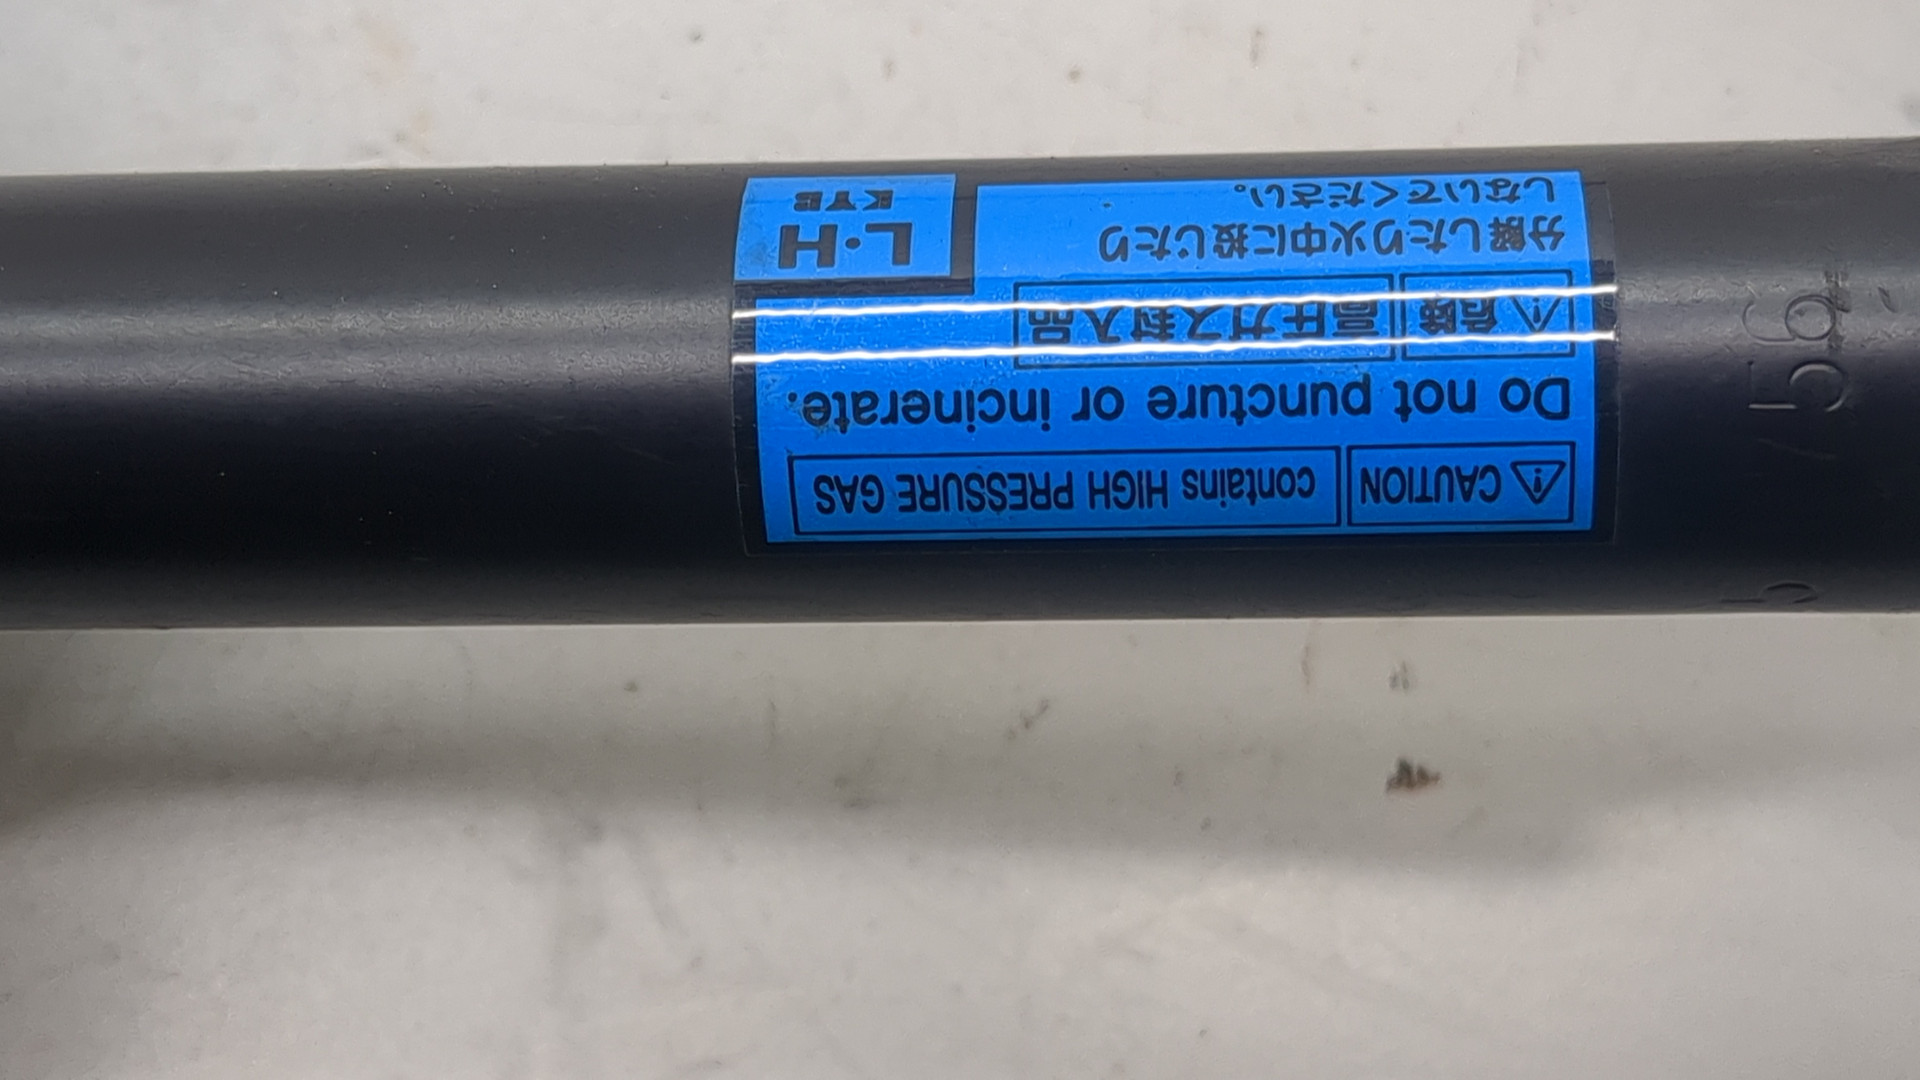 ⚠CAUTION contains HIGH PRESSURE GAS
Do not puncture or incinerate.
⚠危険 高圧ガス封入品
分解したり火中に投じたり
しないでください。
L·H
KYB
56